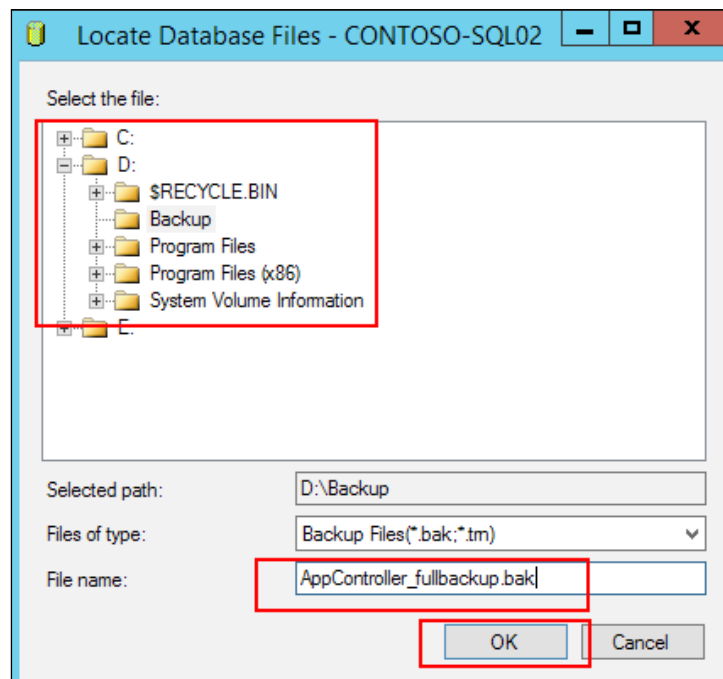 Locate Database Files - CONTOSO-SQL02
Select the file:
C:
D:
$RECYCLE.BIN
Backup
Program Files
Program Files (x86)
System Volume Information
E:
Selected path: D:\Backup
Files of type: Backup Files(*.bak;*.trn)
File name: AppController_fullbackup.bak
OK Cancel